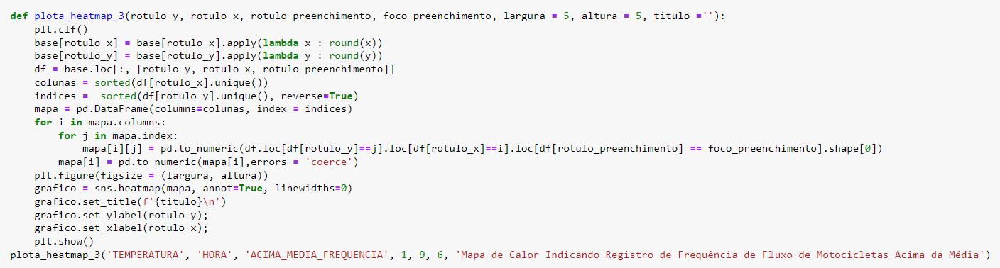 def plota_heatmap_3(rotulo_y, rotulo_x, rotulo_preenchimento, foco_preenchimento, largura = 5, altura = 5, titulo =''):
    plt.clf()
    base[rotulo_x] = base[rotulo_x].apply(lambda x : round(x))
    base[rotulo_y] = base[rotulo_y].apply(lambda y : round(y))
    df = base.loc[:, [rotulo_y, rotulo_x, rotulo_preenchimento]]
    colunas = sorted(df[rotulo_x].unique())
    indices =  sorted(df[rotulo_y].unique(), reverse=True)
    mapa = pd.DataFrame(columns=colunas, index = indices)
    for i in mapa.columns:
        for j in mapa.index:
            mapa[i][j] = pd.to_numeric(df.loc[df[rotulo_y]==j].loc[df[rotulo_x]==i].loc[df[rotulo_preenchimento] == foco_preenchimento].shape[0])
        mapa[i] = pd.to_numeric(mapa[i],errors = 'coerce')
    plt.figure(figsize = (largura, altura))
    grafico = sns.heatmap(mapa, annot=True, linewidths=0)
    grafico.set_title(f'{titulo}\n')
    grafico.set_ylabel(rotulo_y);
    grafico.set_xlabel(rotulo_x);
    plt.show()
plota_heatmap_3('TEMPERATURA', 'HORA', 'ACIMA_MEDIA_FREQUENCIA', 1, 9, 6, 'Mapa de Calor Indicando Registro de Frequência de Fluxo de Motocicletas Acima da Média')